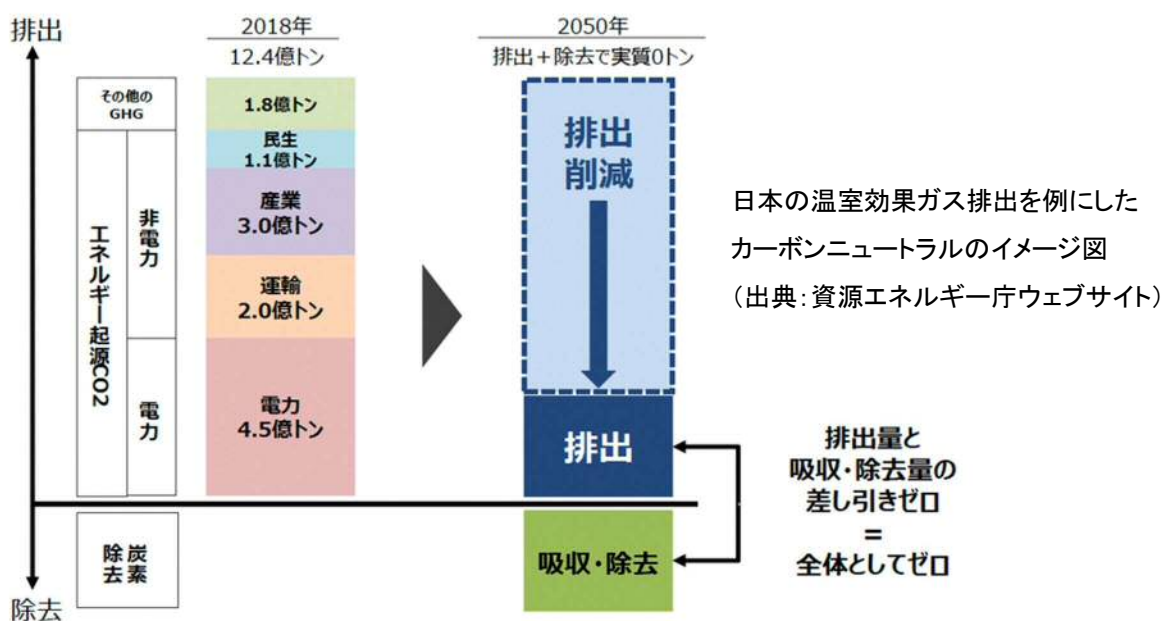 排出
2018年
12.4億トン
2050年
排出＋除去で実質0トン
その他の
GHG
1.8億トン
エネルギー起源CO2
非電力
民生
1.1億トン
産業
3.0億トン
運輸
2.0億トン
電力
電力
4.5億トン
排出
削減
排出
日本の温室効果ガス排出を例にした
カーボンニュートラルのイメージ図
（出典：資源エネルギー庁ウェブサイト）
排出量と
吸収・除去量の
差し引きゼロ
＝
全体としてゼロ
炭素
除去
吸収・除去
除去